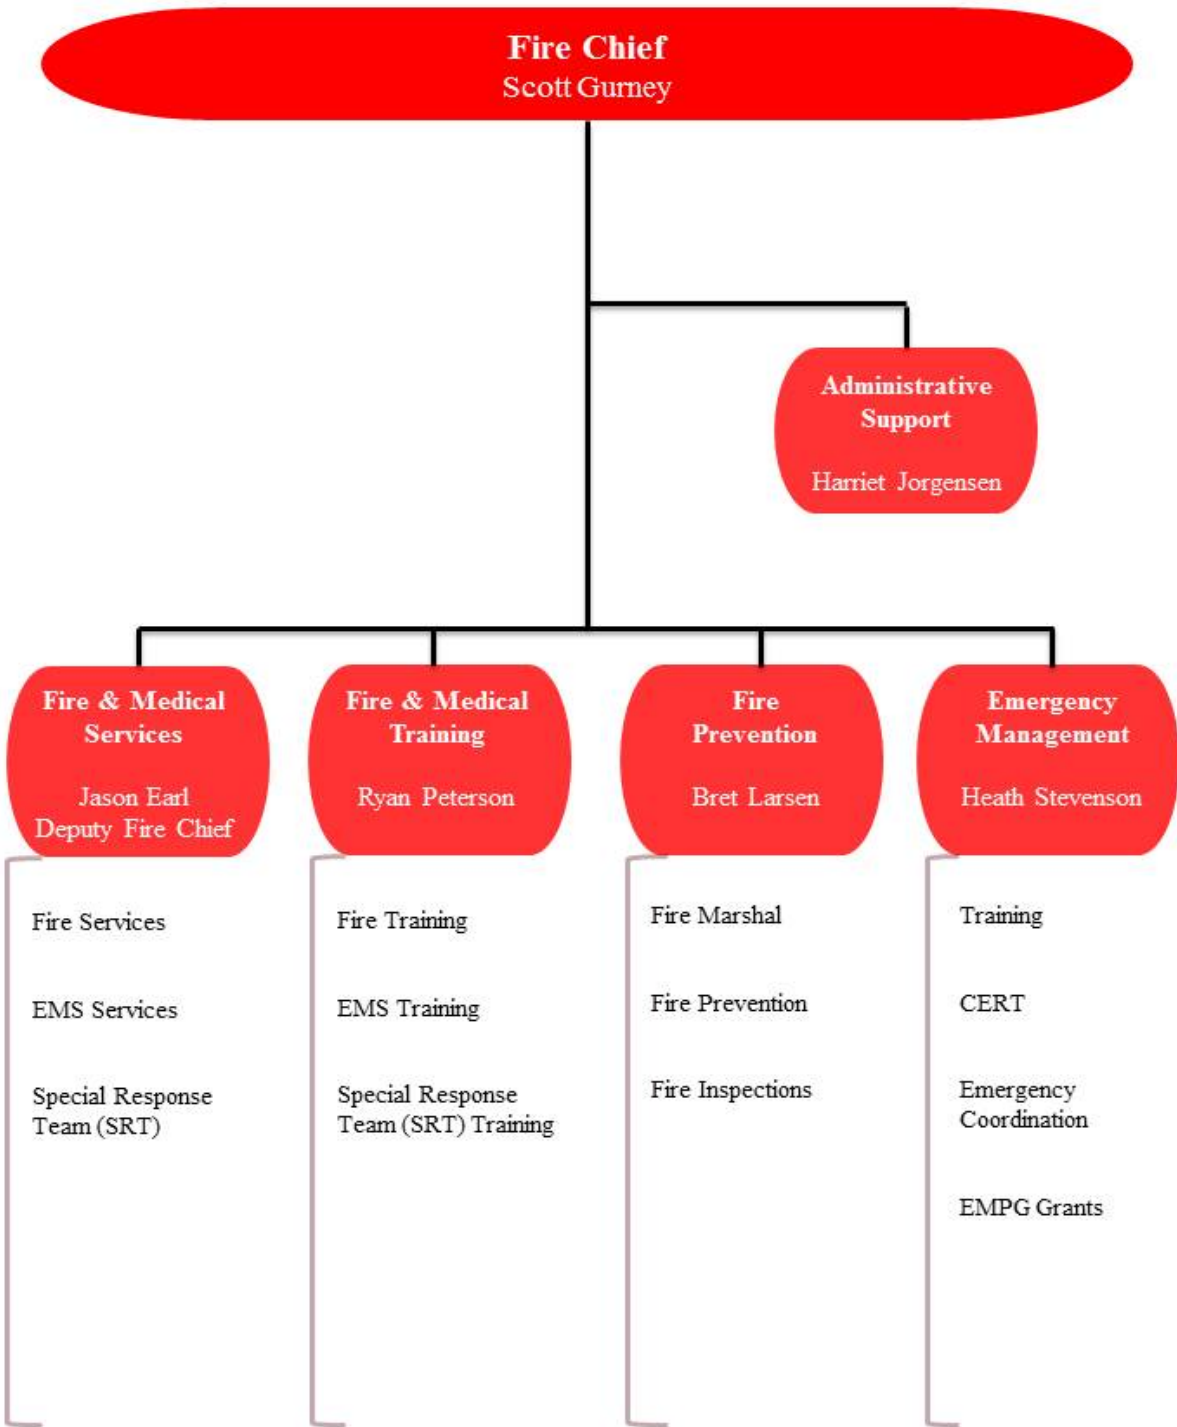 Fire Chief
Scott Gurney
Administrative
Support
Harriet Jorgensen
Fire & Medical
Services
Jason Earl
Deputy Fire Chief
Fire & Medical
Training
Ryan Peterson
Fire
Prevention
Bret Larsen
Emergency
Management
Heath Stevenson
Fire Services
EMS Services
Special Response
Team (SRT)
Fire Training
EMS Training
Special Response
Team (SRT) Training
Fire Marshal
Fire Prevention
Fire Inspections
Training
CERT
Emergency
Coordination
EMPG Grants